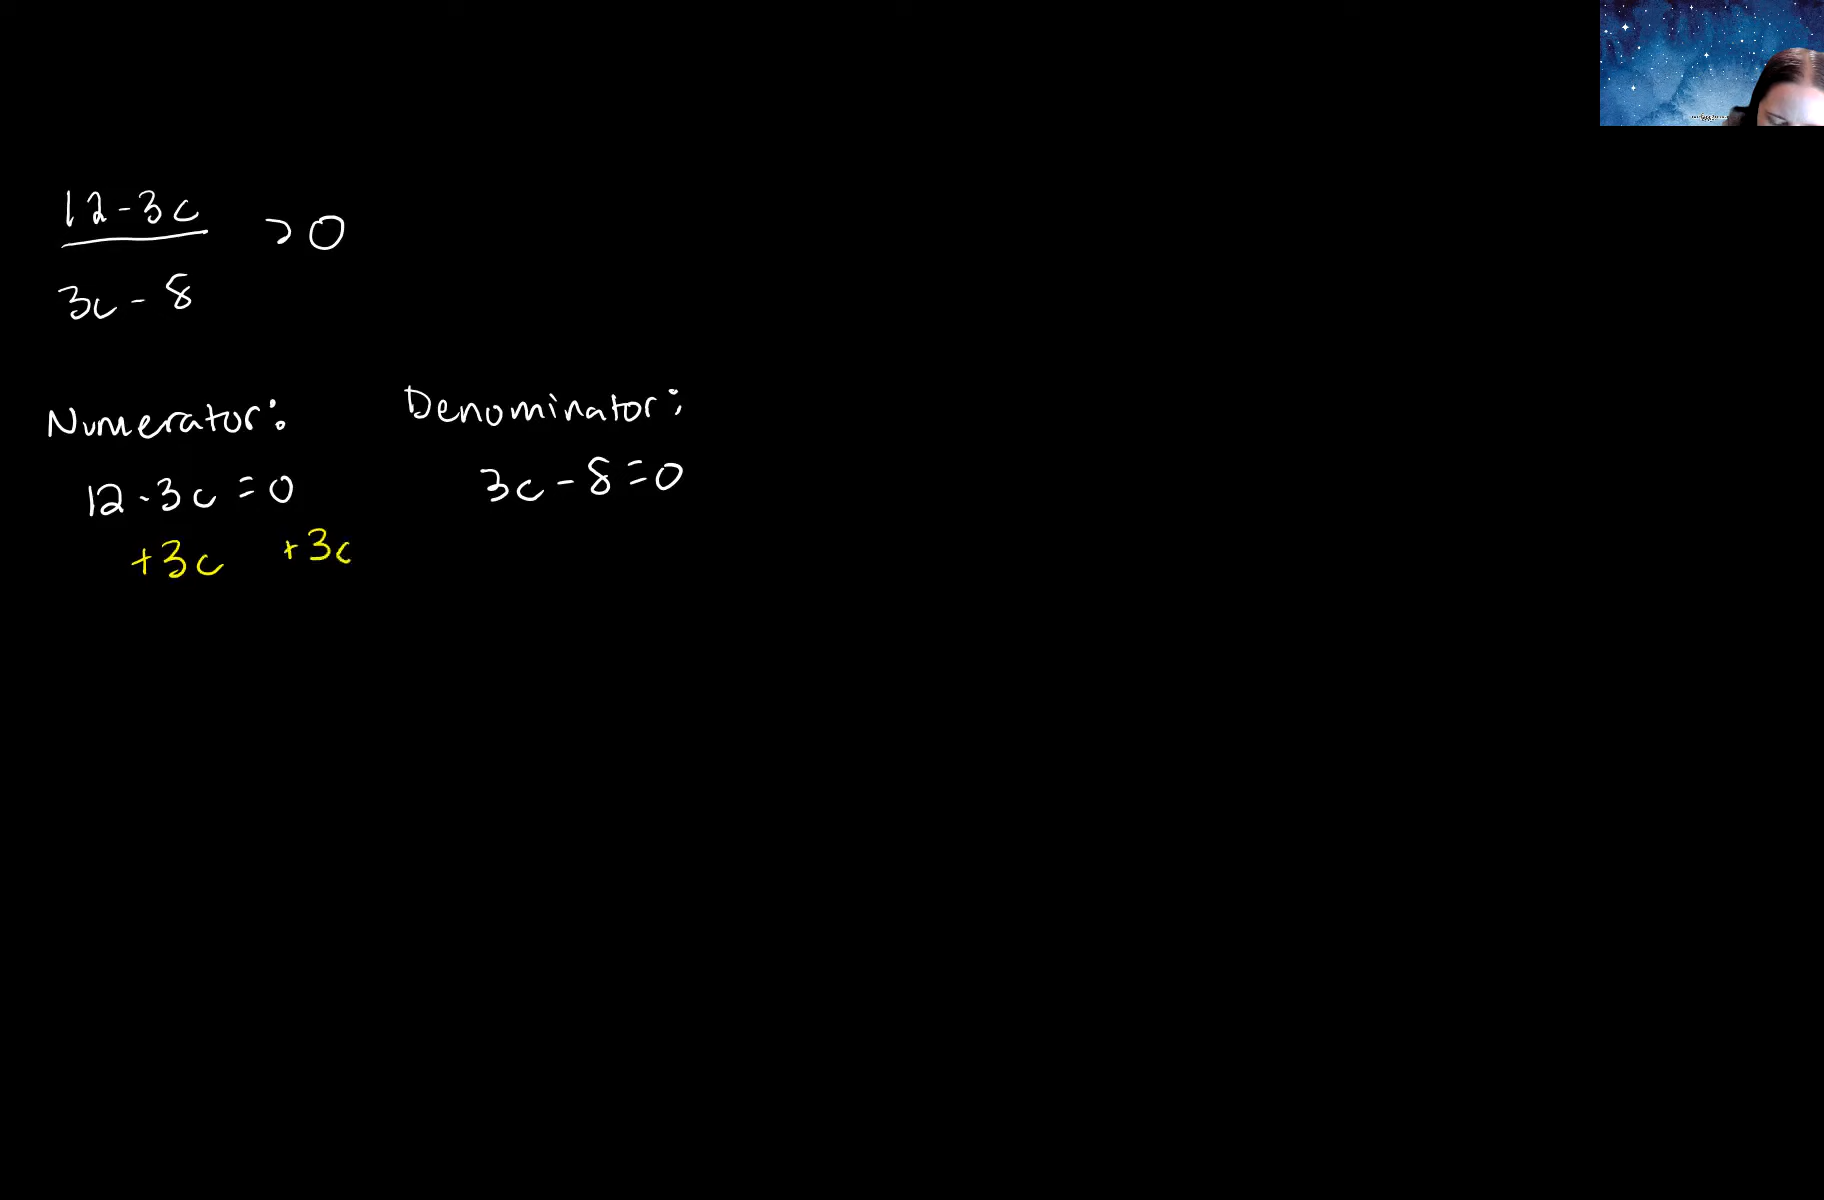 12-3c
> 0
3c - 8
Numerator:
12-3c = 0
+3c +3c
Denominator:
3c - 8 = 0